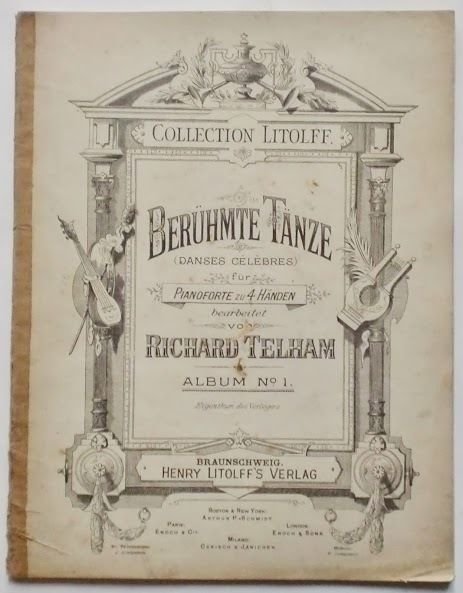 COLLECTION LITOLFF.
BERÜHMTE TÄNZE
(DANSES CÉLÈBRES)
für
PIANOFORTE ZU 4 HÄNDEN
bearbeitet
VON
RICHARD TELHAM
ALBUM No 1.
Eigenthum des Verlegers
BRAUNSCHWEIG.
HENRY LITOLFF'S VERLAG
BOSTON & NEW YORK:
ARTHUR P. SCHMIDT
PARIS:
ENOCH & CIE
LONDON:
ENOCH & SONS
MILANO:
CARISCH & JÄNICHEN